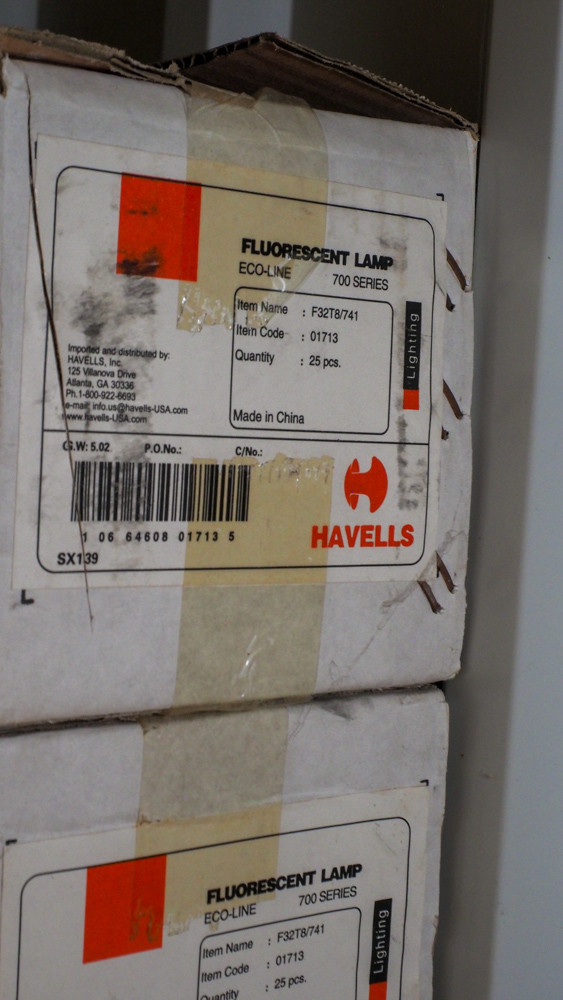 FLUORESCENT LAMP
ECO-LINE 700 SERIES
Item Name : F32T8/741
Item Code : 01713
Quantity : 25 pcs.
Made in China
Lighting
Imported and distributed by:
HAVELLS, Inc.
125 Villanova Drive
Atlanta, GA 30336
Ph.1-800-922-6693
e-mail: info.us@havells-USA.com
www.havells-USA.com
G.W: 5.02 P.O.No.: C/No.:
1 06 64608 01713 5
SX139
HAVELLS
FLUORESCENT LAMP
ECO-LINE 700 SERIES
Item Name : F32T8/741
Item Code : 01713
Quantity : 25 pcs.
Lighting